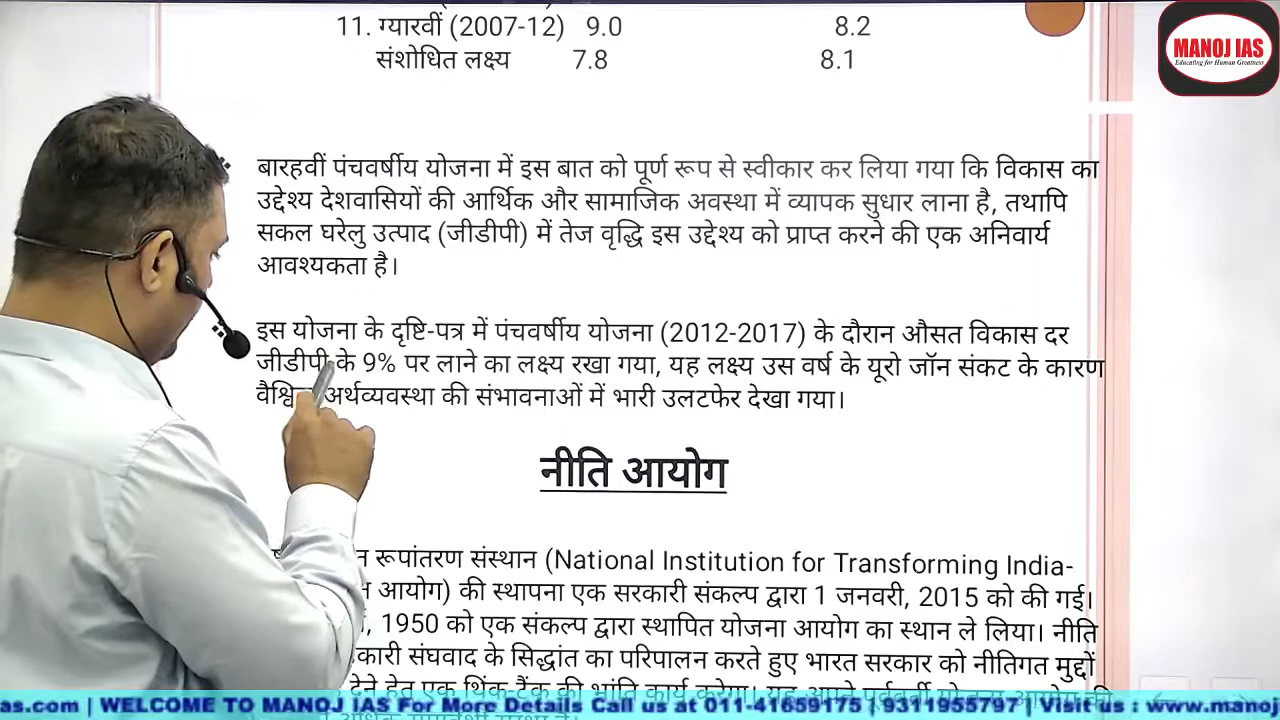 11. ग्यारवीं (2007-12) 9.0 8.2
संशोधित लक्ष्य 7.8 8.1
MANOJ IAS
Educating for Human Greatness
बारहवीं पंचवर्षीय योजना में इस बात को पूर्ण रूप से स्वीकार कर लिया गया कि विकास का
उद्देश्य देशवासियों की आर्थिक और सामाजिक अवस्था में व्यापक सुधार लाना है, तथापि
सकल घरेलु उत्पाद (जीडीपी) में तेज वृद्धि इस उद्देश्य को प्राप्त करने की एक अनिवार्य
आवश्यकता है।
इस योजना के दृष्टि-पत्र में पंचवर्षीय योजना (2012-2017) के दौरान औसत विकास दर
जीडीपी के 9% पर लाने का लक्ष्य रखा गया, यह लक्ष्य उस वर्ष के यूरो जॉन संकट के कारण
अर्थव्यवस्था की संभावनाओं में भारी उलटफेर देखा गया।
नीति आयोग
रूपांतरण संस्थान (National Institution for Transforming India-
आयोग) की स्थापना एक सरकारी संकल्प द्वारा 1 जनवरी, 2015 को की गई।
, 1950 को एक संकल्प द्वारा स्थापित योजना आयोग का स्थान ले लिया। नीति
संघवाद के सिद्धांत का परिपालन करते हुए भारत सरकार को नीतिगत मुद्दों
देने हेतु एक थिंक-टैंक की भांति कार्य करेगा। यह अपने पूर्ववर्ती योजना आयोग की
as.com | WELCOME TO MANOJ IAS For More Details Call us at 011-41659175 | 9311955797 | Visit us : www.manoj